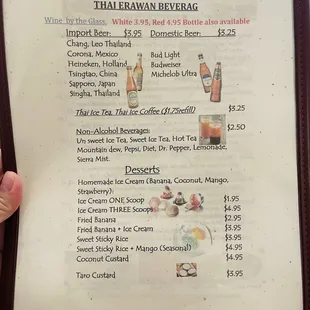 THAI ERAWAN BEVERAG
Wine by the Glass, White 3.95, Red 4.95 Bottle also available
Import Beer: $3.95 Domestic Beer: $3.25
Chang, Leo Thailand
Corona, Mexico Bud Light
Heineken, Holland Budweiser
Tsingtao, China Michelob Ultra
Sapporo, Japan
Singha, Thailand
Thai Ice Tea, Thai Ice Coffee ($1.75refill) $3.25
Non-Alcohol Beverages: $2.50
Un sweet Ice Tea, Sweet Ice Tea, Hot Tea
Mountain dew, Pepsi, Diet, Dr. Pepper, Lemonade,
Sierra Mist.
Desserts
Homemade Ice Cream (Banana, Coconut, Mango,
Strawberry):
Ice Cream ONE Scoop $1.95
Ice Cream THREE Scoops $4.95
Fried Banana $2.95
Fried Banana + Ice Cream $3.95
Sweet Sticky Rice $3.95
Sweet Sticky Rice + Mango (Seasonal) $4.95
Coconut Custard $4.95
Taro Custard $3.95